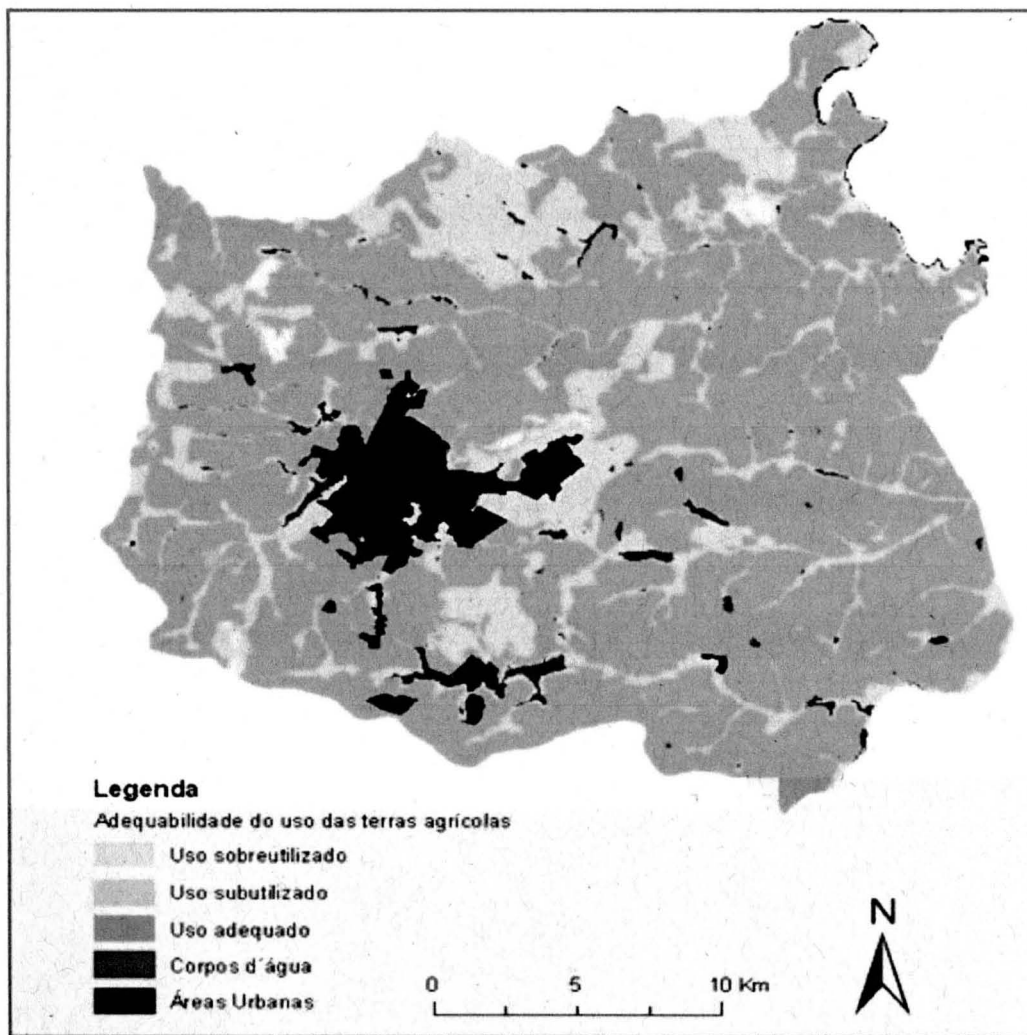 Legenda
Adequabilidade do uso das terras agrícolas
Uso sobreutilizado
Uso subutilizado
Uso adequado
Corpos d´água
Áreas Urbanas
0 5 10 Km
N